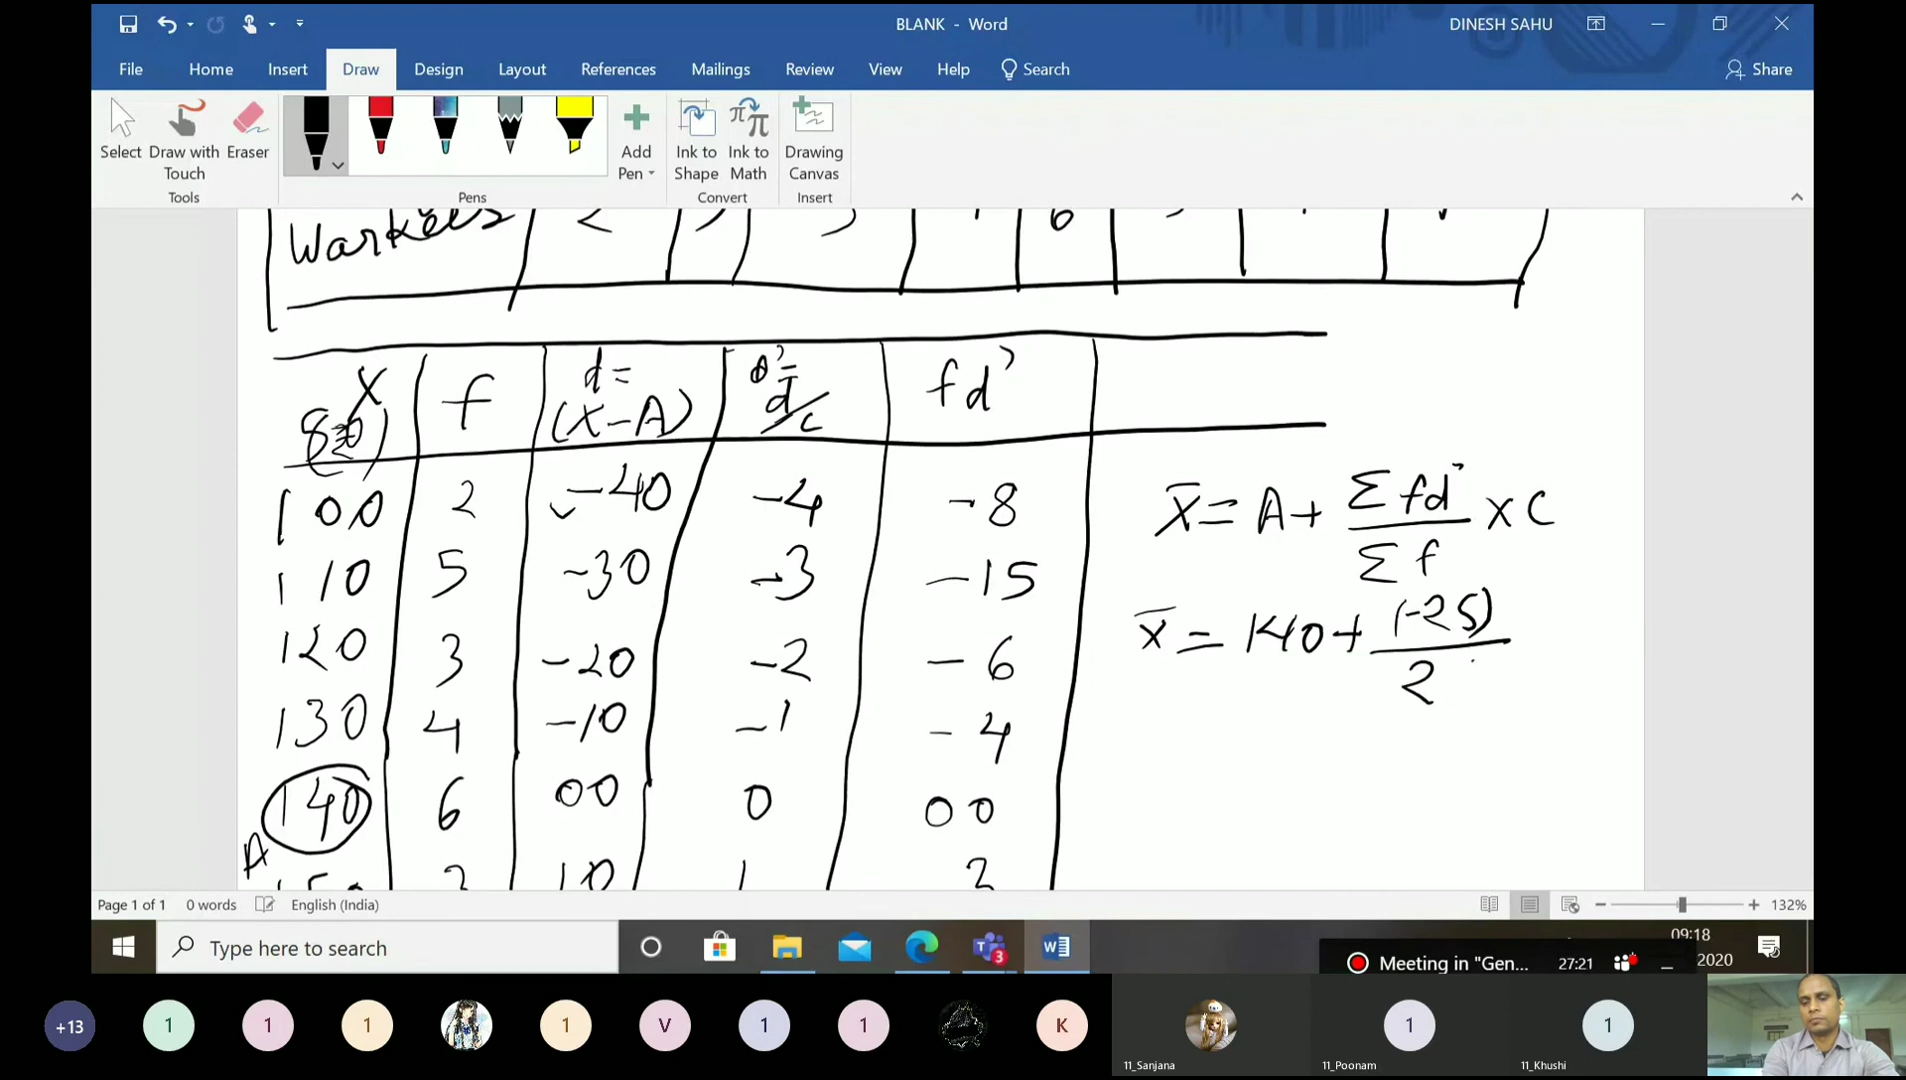 BLANK - Word
DINESH SAHU
File Home Insert Draw Design Layout References Mailings Review View Help Search
Share
Select Draw with Touch Eraser
Add Pen
Ink to Shape
Ink to Math
Drawing Canvas
Tools Pens Convert Insert
Warkers 2 6
X f d= (X-A) d'= d/c fd'
100 2 -40 -4 -8
110 5 -30 -3 -15
120 3 -20 -2 -6
130 4 -10 -1 -4
140 6 00 0 00
A
10 1
X̄ = A + Σfd' / Σf × C
X̄ = 140 + (-25) / 2
Page 1 of 1 0 words English (India)
132%
Type here to search
3
09:18
2020
Meeting in "Gen... 27:21
+13 1 1 1 1 V 1 1 K 1 1
11_Sanjana 11_Poonam 11_Khushi